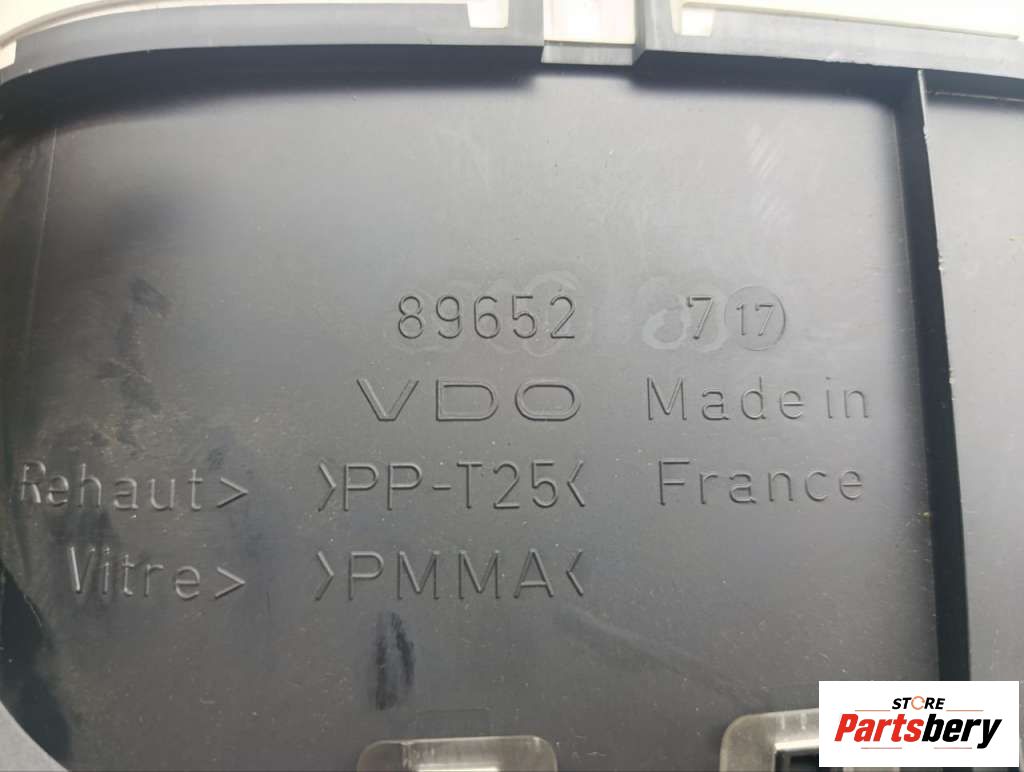 89652 7 17
VDO Made in
Rehaut> >PP-T25< France
Vitre> >PMMA<
STORE
Partsbery